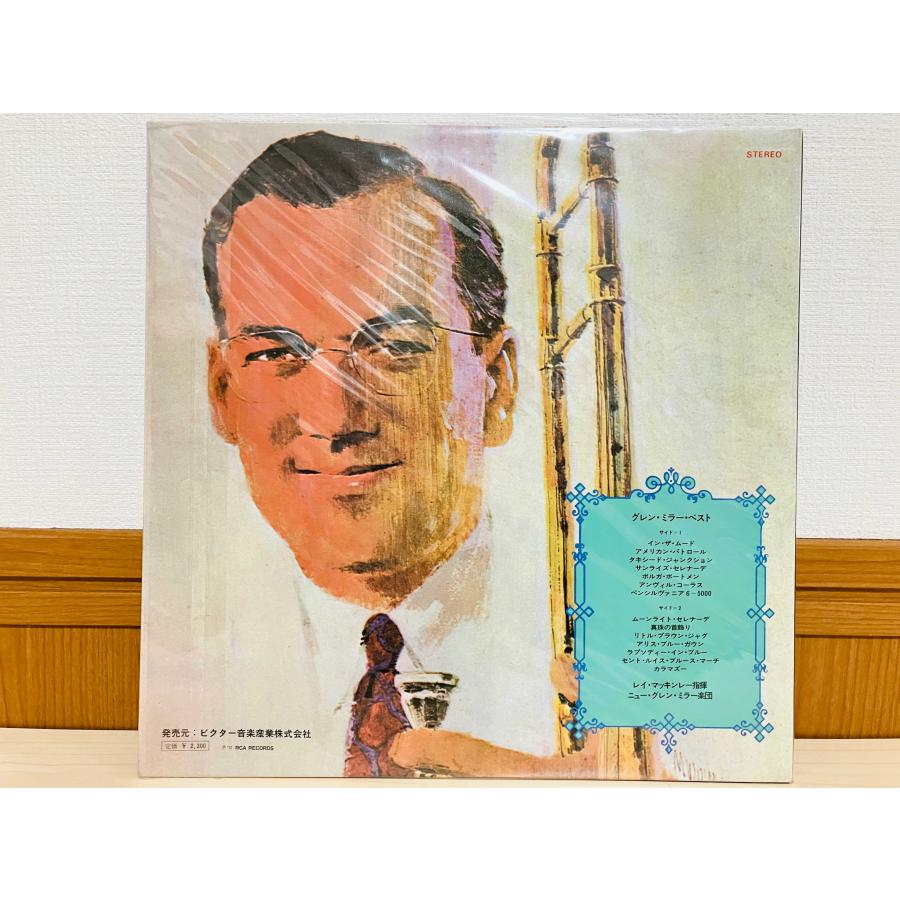 STEREO
グレン・ミラー・ベスト
サイド-1
イン・ザ・ムード
アメリカン・パトロール
タキシード・ジャンクション
サンライズ・セレナーデ
ボルガ・ボートメン
アンヴィル・コーラス
ペンシルヴァニア6-5000
サイド-2
ムーンライト・セレナーデ
真珠の首飾り
リトル・ブラウン・ジャグ
アリス・ブルー・ガウン
ラプソディー・イン・ブルー
セント・ルイス・ブルース・マーチ
カラマズー
レイ・マッキンレー指揮
ニュー・グレン・ミラー楽団
発売元：ビクター音楽産業株式会社
定価 ¥ 2,200
RCA RECORDS